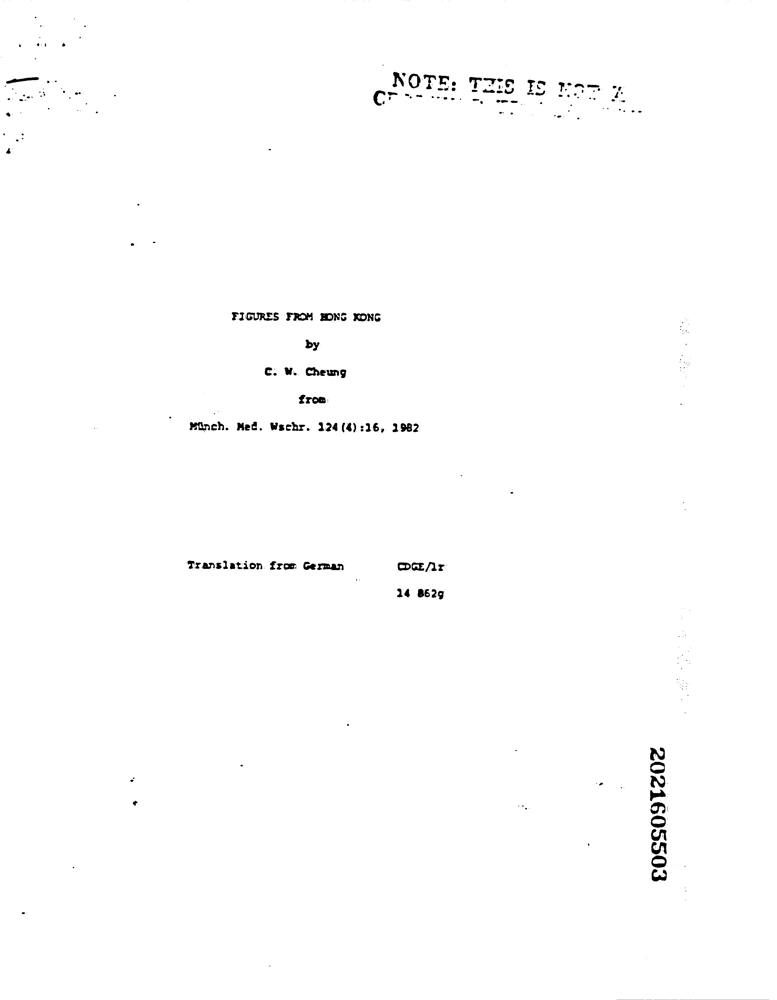 NOTE: THIS IS NOT A
FIGURES FROM HONG KONG
by
C. W. Cheung
from
Münch. Med. Wschr. 124(4):16, 1982
Translation from German CDGE/lr
14 862g
2021605503